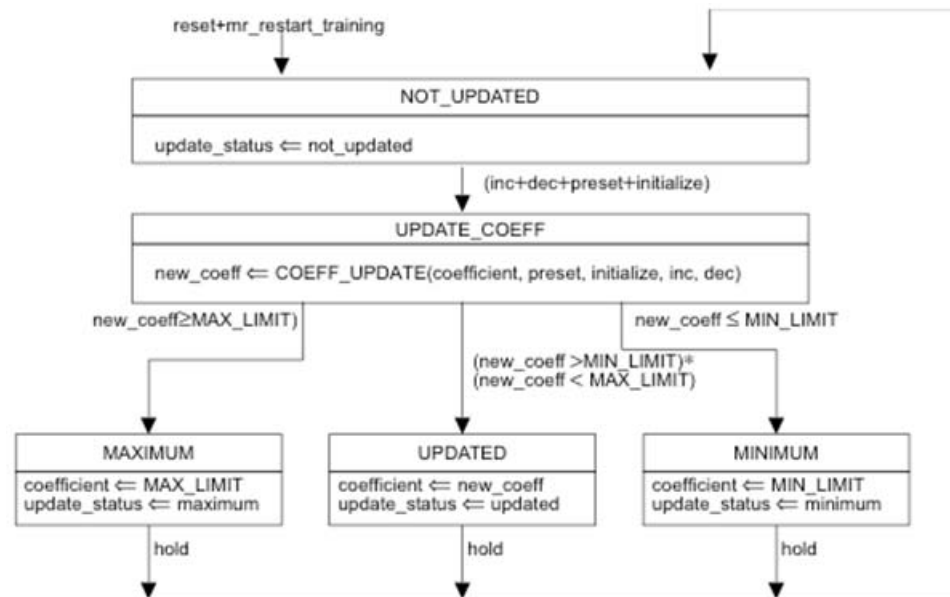 reset+mr_restart_training
NOT_UPDATED
update_status ⇐ not_updated
(inc+dec+preset+initialize)
UPDATE_COEFF
new_coeff ⇐ COEFF_UPDATE(coefficient, preset, initialize, inc, dec)
new_coeff≥MAX_LIMIT)
(new_coeff >MIN_LIMIT)*
(new_coeff < MAX_LIMIT)
new_coeff ≤ MIN_LIMIT
MAXIMUM
coefficient ⇐ MAX_LIMIT
update_status ⇐ maximum
hold
UPDATED
coefficient ⇐ new_coeff
update_status ⇐ updated
hold
MINIMUM
coefficient ⇐ MIN_LIMIT
update_status ⇐ minimum
hold